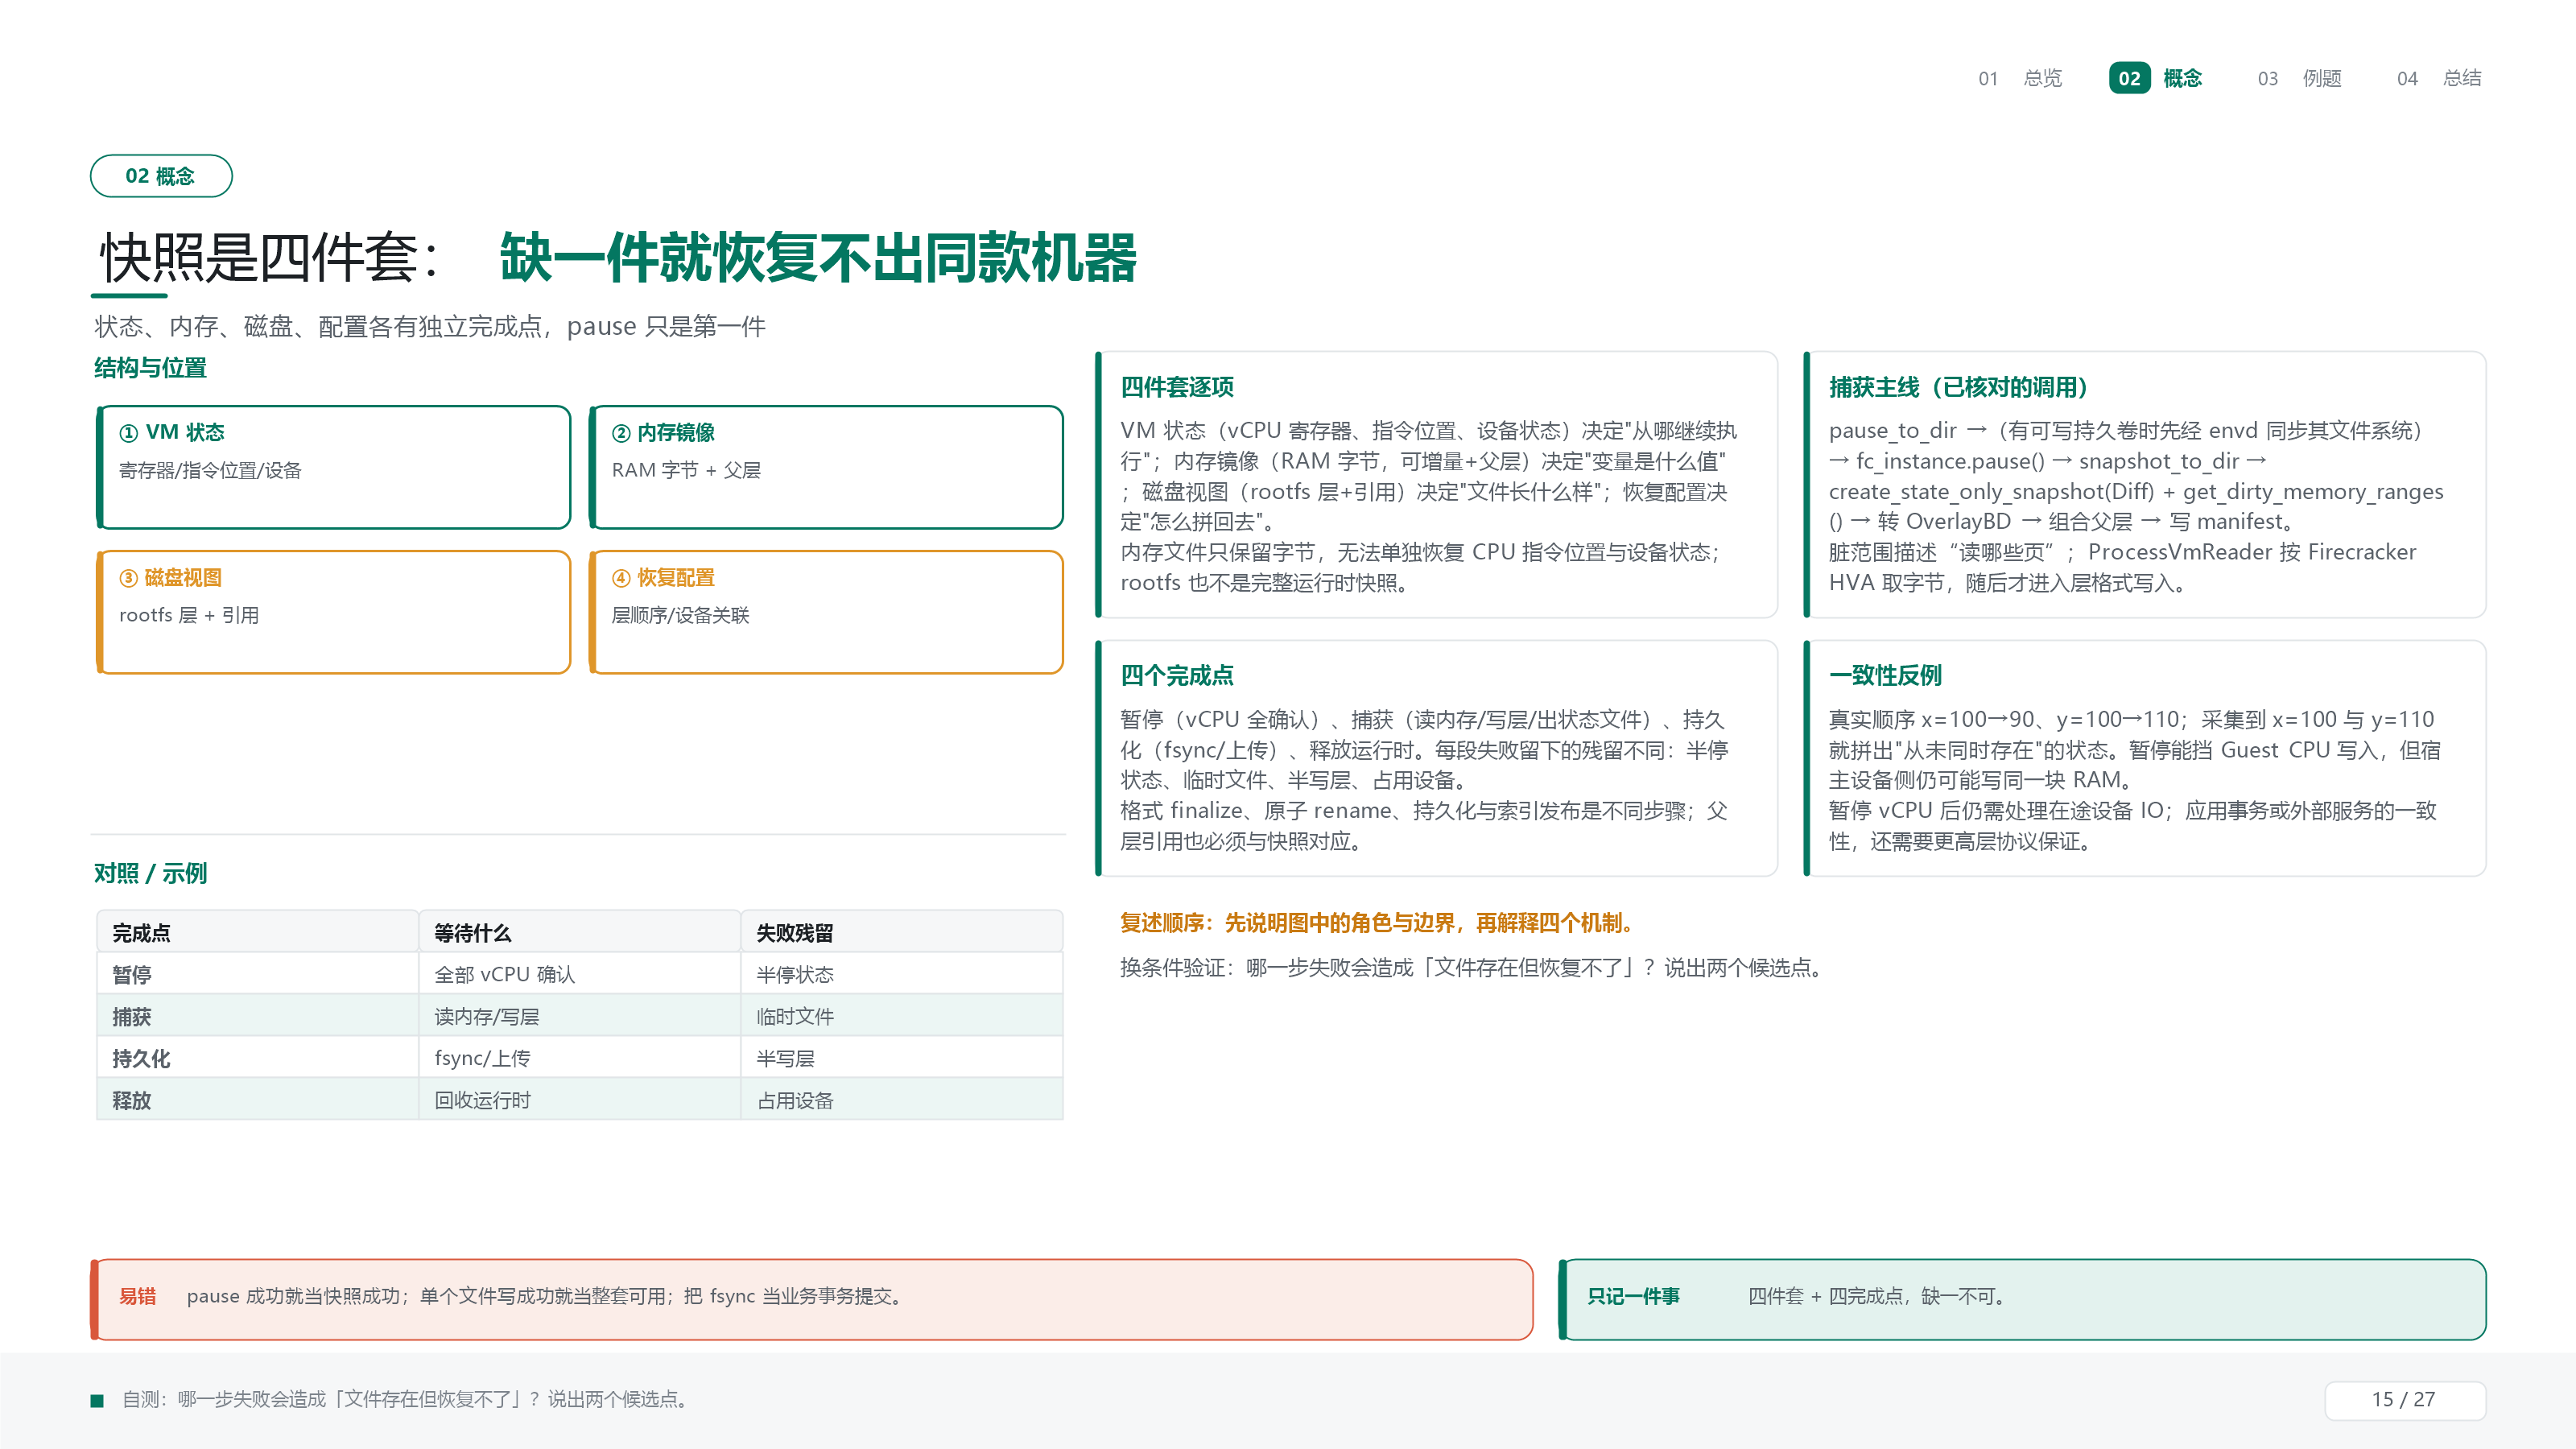 01 总览 02 概念 03 例题 04 总结
02 概念
快照是四件套： 缺一件就恢复不出同款机器
状态、内存、磁盘、配置各有独立完成点，pause 只是第一件
结构与位置
① VM 状态
寄存器/指令位置/设备
② 内存镜像
RAM 字节 + 父层
③ 磁盘视图
rootfs 层 + 引用
④ 恢复配置
层顺序/设备关联
对照 / 示例
完成点 等待什么 失败残留
暂停 全部 vCPU 确认 半停状态
捕获 读内存/写层 临时文件
持久化 fsync/上传 半写层
释放 回收运行时 占用设备
四件套逐项
VM 状态（vCPU 寄存器、指令位置、设备状态）决定"从哪继续执
行"；内存镜像（RAM 字节，可增量+父层）决定"变量是什么值"
；磁盘视图（rootfs 层+引用）决定"文件长什么样"；恢复配置决
定"怎么拼回去"。
内存文件只保留字节，无法单独恢复 CPU 指令位置与设备状态；
rootfs 也不是完整运行时快照。
捕获主线（已核对的调用）
pause_to_dir →（有可写持久卷时先经 envd 同步其文件系统）
→ fc_instance.pause() → snapshot_to_dir →
create_state_only_snapshot(Diff) + get_dirty_memory_ranges
() → 转 OverlayBD → 组合父层 → 写 manifest。
脏范围描述“读哪些页”；ProcessVmReader 按 Firecracker
HVA 取字节，随后才进入层格式写入。
四个完成点
暂停（vCPU 全确认）、捕获（读内存/写层/出状态文件）、持久
化（fsync/上传）、释放运行时。每段失败留下的残留不同：半停
状态、临时文件、半写层、占用设备。
格式 finalize、原子 rename、持久化与索引发布是不同步骤；父
层引用也必须与快照对应。
一致性反例
真实顺序 x=100→90、y=100→110；采集到 x=100 与 y=110
就拼出"从未同时存在"的状态。暂停能挡 Guest CPU 写入，但宿
主设备侧仍可能写同一块 RAM。
暂停 vCPU 后仍需处理在途设备 IO；应用事务或外部服务的一致
性，还需要更高层协议保证。
复述顺序：先说明图中的角色与边界，再解释四个机制。
换条件验证：哪一步失败会造成「文件存在但恢复不了」？说出两个候选点。
易错 pause 成功就当快照成功；单个文件写成功就当整套可用；把 fsync 当业务事务提交。
只记一件事 四件套 + 四完成点，缺一不可。
自测：哪一步失败会造成「文件存在但恢复不了」？说出两个候选点。
15 / 27